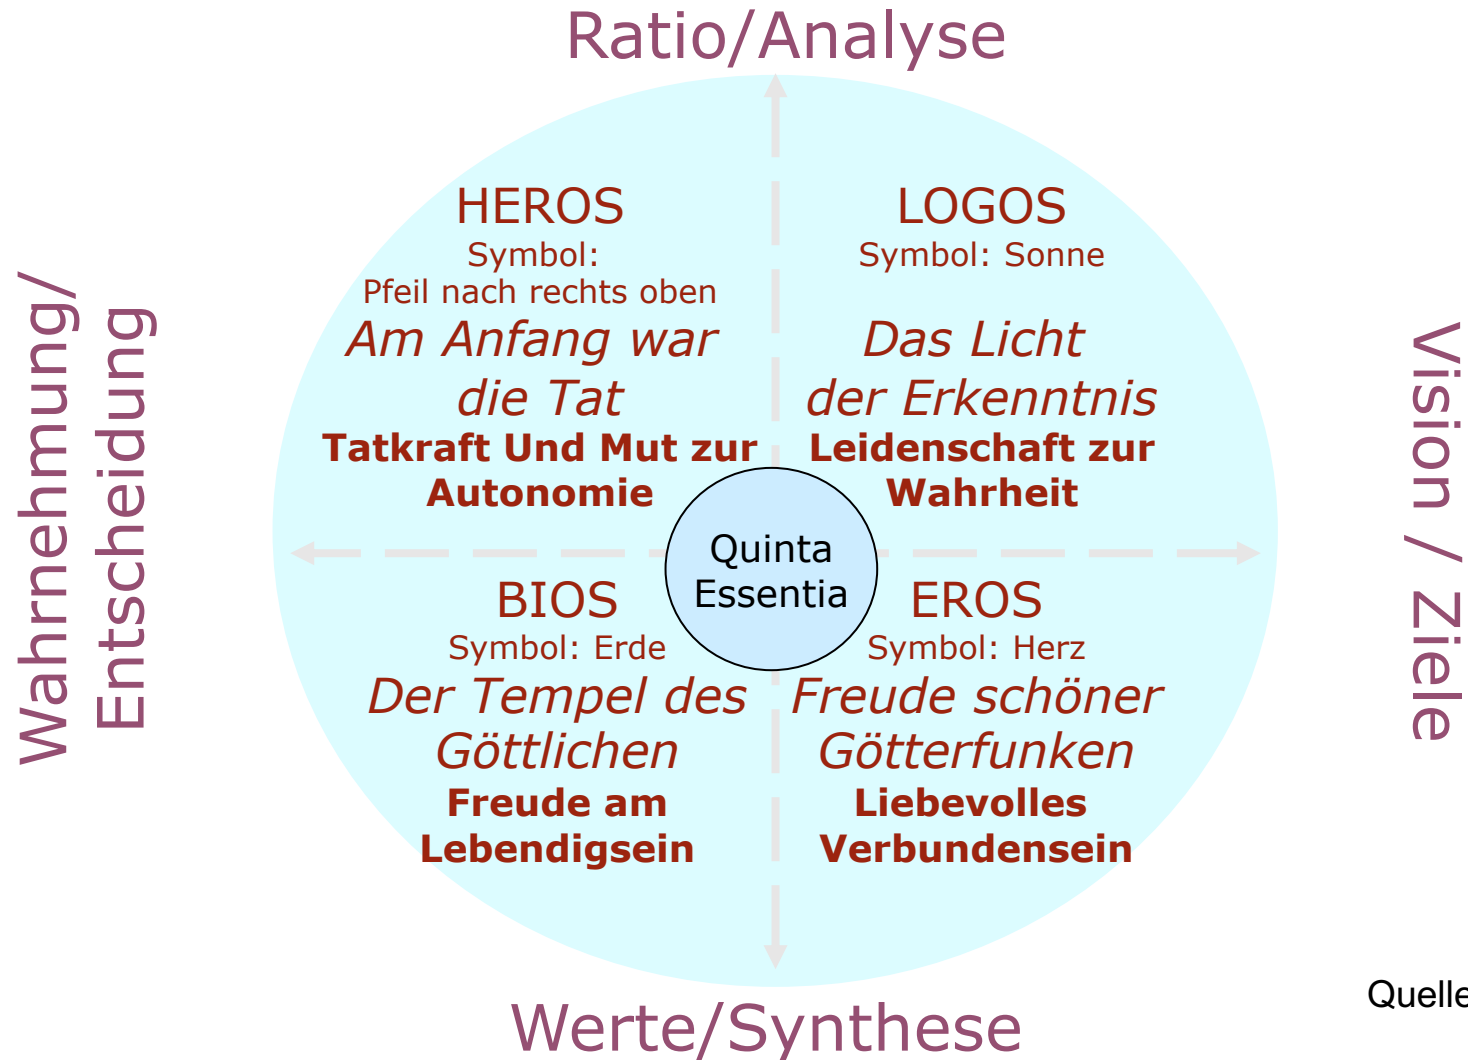 Ratio/Analyse
Wahrnehmung/
Entscheidung
HEROS
Symbol:
Pfeil nach rechts oben
Am Anfang war
die Tat
Tatkraft Und Mut zur
Autonomie
LOGOS
Symbol: Sonne
Das Licht
der Erkenntnis
Leidenschaft zur
Wahrheit
Quinta
Essentia
BIOS
Symbol: Erde
Der Tempel des
Göttlichen
Freude am
Lebendigsein
EROS
Symbol: Herz
Freude schöner
Götterfunken
Liebevolles
Verbundensein
Vision / Ziele
Werte/Synthese
Quelle